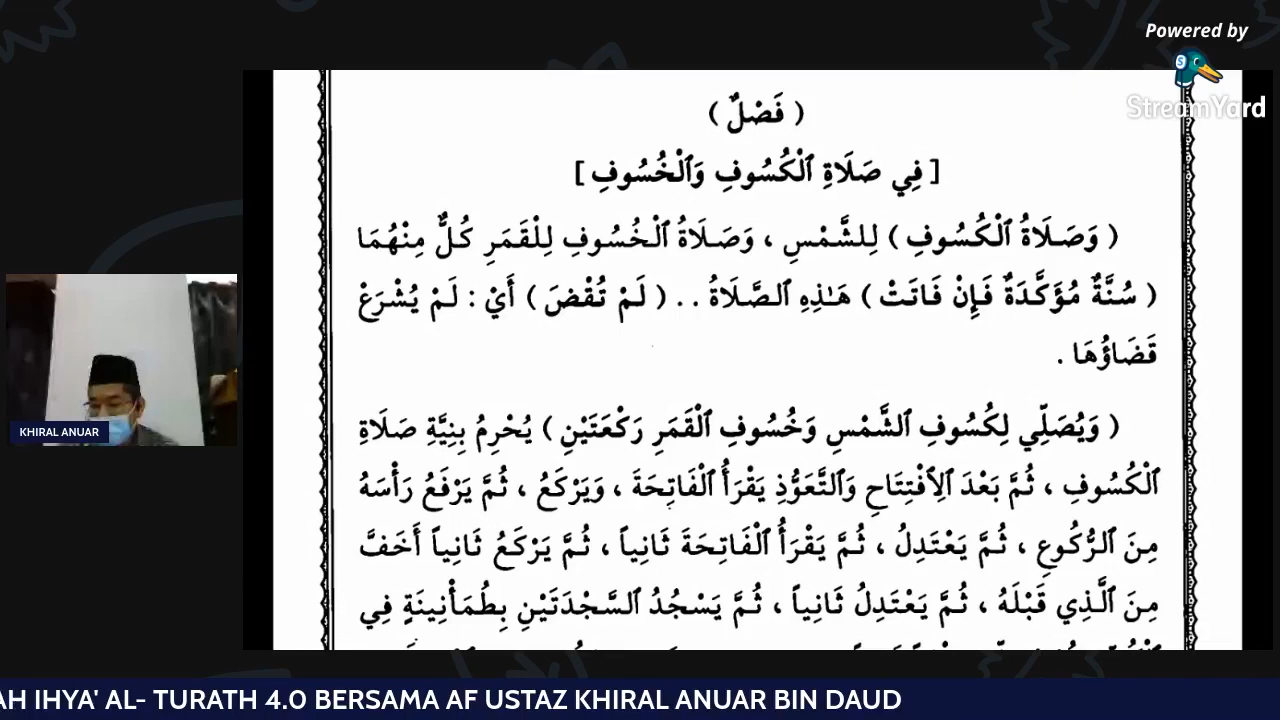 Powered by
StreamYard
( فَصْلٌ )
[ فِي صَلَاةِ ٱلْكُسُوفِ وَٱلْخُسُوفِ ]
( وَصَلَاةُ ٱلْكُسُوفِ ) لِلشَّمْسِ ، وَصَلَاةُ ٱلْخُسُوفِ لِلْقَمَرِ كُلٌّ مِنْهُمَا
( سُنَّةٌ مُؤَكَّدَةٌ فَإِنْ فَاتَتْ ) هَـٰذِهِ ٱلصَّلَاةُ . . ( لَمْ تُقْضَ ) أَيْ : لَمْ يُشْرَعْ
قَضَاؤُهَا .
( وَيُصَلِّي لِكُسُوفِ ٱلشَّمْسِ وَخُسُوفِ ٱلْقَمَرِ رَكْعَتَيْنِ ) يُحْرِمُ بِنِيَّةِ صَلَاةِ
ٱلْكُسُوفِ ، ثُمَّ بَعْدَ ٱلِٱفْتِتَاحِ وَٱلتَّعَوُّذِ يَقْرَأُ ٱلْفَاتِحَةَ ، وَيَرْكَعُ ، ثُمَّ يَرْفَعُ رَأْسَهُ
مِنَ ٱلرُّكُوعِ ، ثُمَّ يَعْتَدِلُ ، ثُمَّ يَقْرَأُ ٱلْفَاتِحَةَ ثَانِياً ، ثُمَّ يَرْكَعُ ثَانِياً أَخَفَّ
مِنَ ٱلَّذِي قَبْلَهُ ، ثُمَّ يَعْتَدِلُ ثَانِياً ، ثُمَّ يَسْجُدُ ٱلسَّجْدَتَيْنِ بِطُمَأْنِينَةٍ فِي
KHIRAL ANUAR
AH IHYA' AL- TURATH 4.0 BERSAMA AF USTAZ KHIRAL ANUAR BIN DAUD